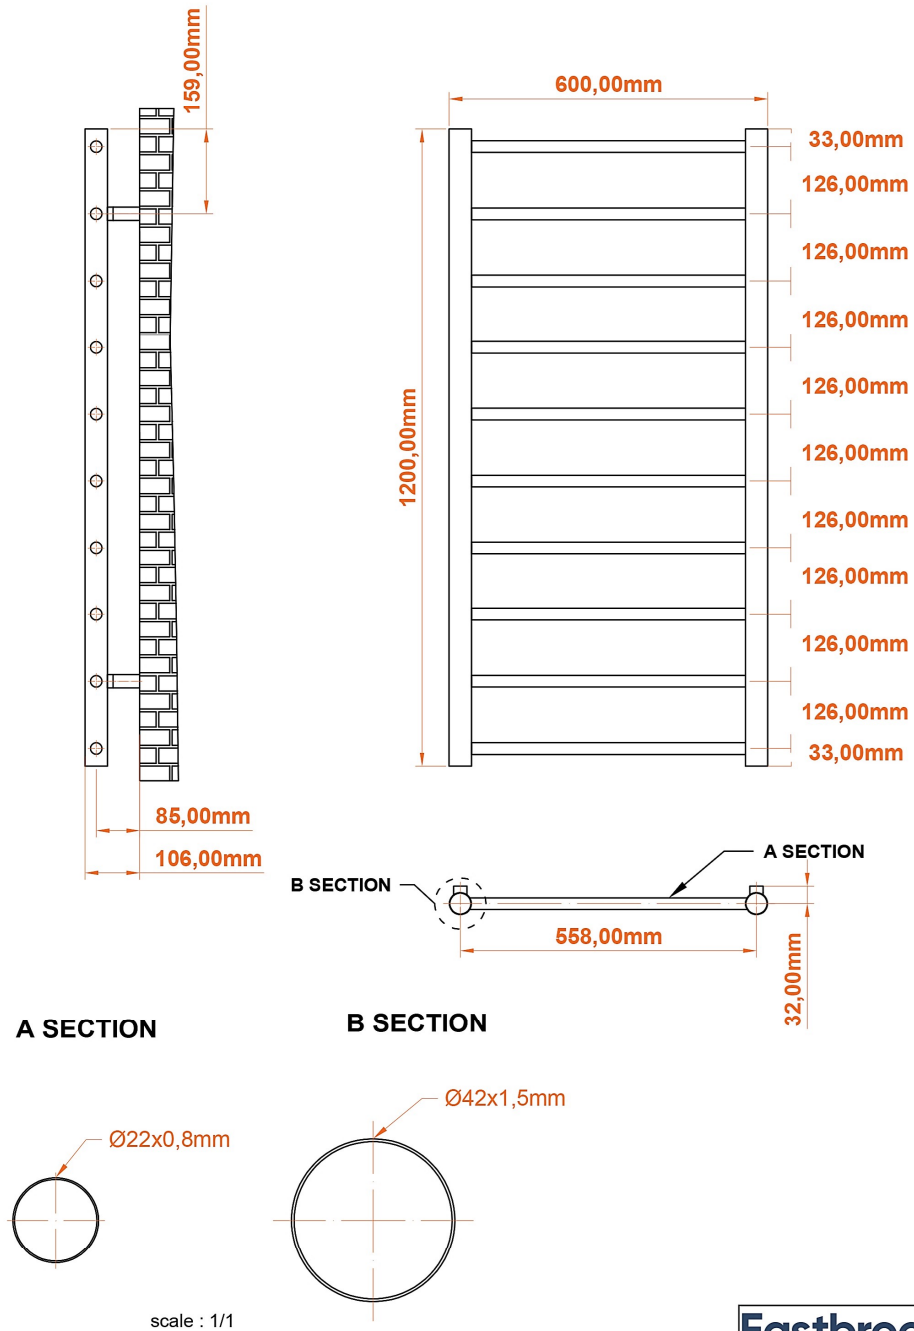 159,00mm
600,00mm
33,00mm
126,00mm
126,00mm
126,00mm
126,00mm
1200,00mm
126,00mm
126,00mm
126,00mm
126,00mm
126,00mm
33,00mm
85,00mm
106,00mm
A SECTION
B SECTION
558,00mm
32,00mm
A SECTION
B SECTION
Ø42x1,5mm
Ø22x0,8mm
scale : 1/1